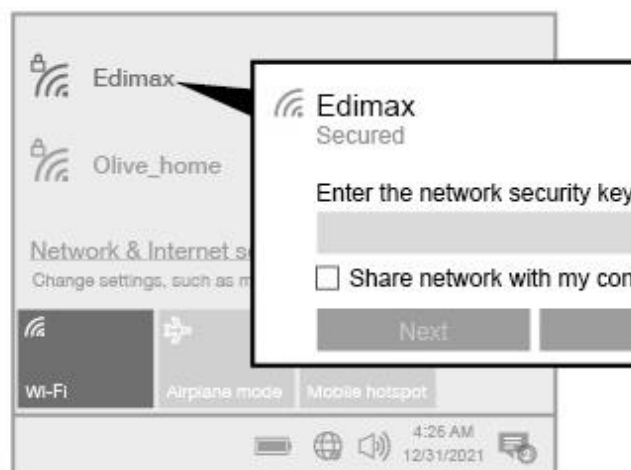 Edimax
Olive_home
Network & Internet se
Change settings, such as m
Wi-Fi
Airplane mode
Mobile hotspot
4:26 AM
12/31/2021
Edimax
Secured
Enter the network security key
Share network with my con
Next